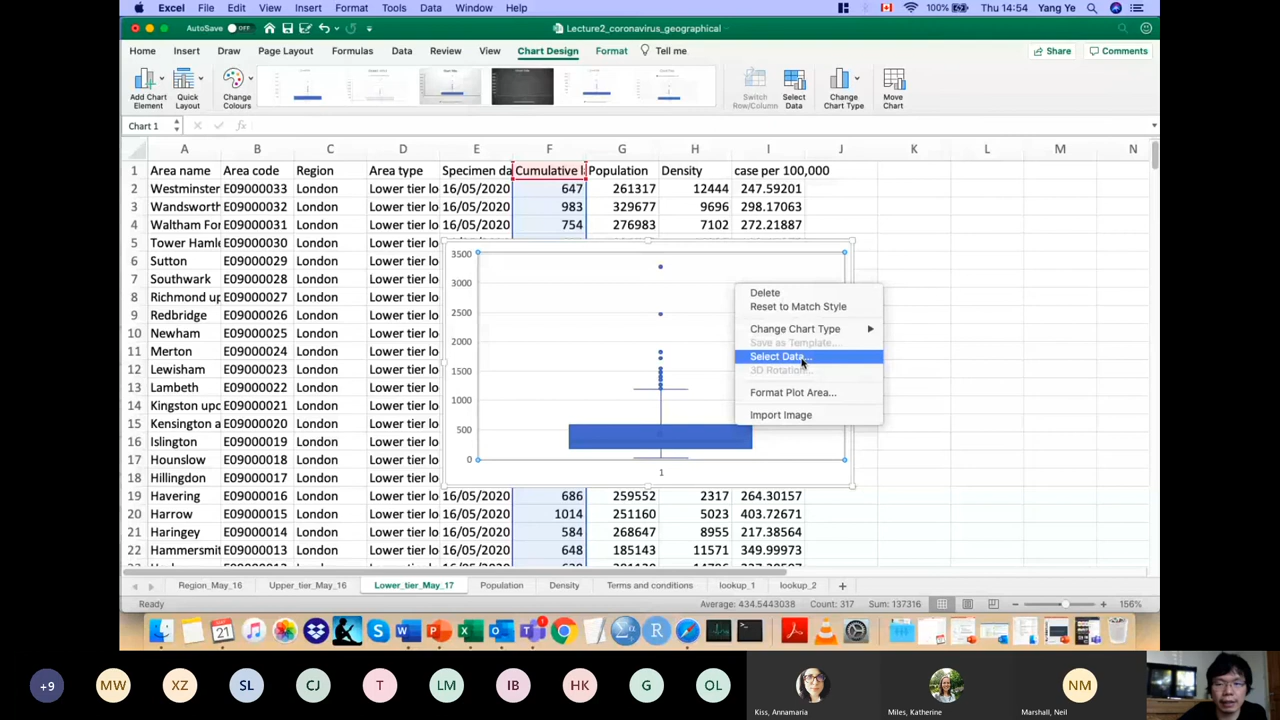 Excel File Edit View Insert Format Tools Data Window Help 100% Thu 14:54 Yang Ye
AutoSave OFF Lecture2_coronavirus_geographical
Home Insert Draw Page Layout Formulas Data Review View Chart Design Format Tell me Share Comments
Add Chart Element Quick Layout Change Colours Switch Row/Column Select Data Change Chart Type Move Chart
Chart 1 fx
A B C D E F G H I J K L M N
1 Area name Area code Region Area type Specimen da Cumulative l Population Density case per 100,000
2 Westminster E09000033 London Lower tier lo 16/05/2020 647 261317 12444 247.59201
3 Wandsworth E09000032 London Lower tier lo 16/05/2020 983 329677 9696 298.17063
4 Waltham For E09000031 London Lower tier lo 16/05/2020 754 276983 7102 272.21887
5 Tower Hamle E09000030 London Lower tier lo
6 Sutton E09000029 London Lower tier lo
7 Southwark E09000028 London Lower tier lo
8 Richmond up E09000027 London Lower tier lo
9 Redbridge E09000026 London Lower tier lo
10 Newham E09000025 London Lower tier lo
11 Merton E09000024 London Lower tier lo
12 Lewisham E09000023 London Lower tier lo
13 Lambeth E09000022 London Lower tier lo
14 Kingston upo E09000021 London Lower tier lo
15 Kensington a E09000020 London Lower tier lo
16 Islington E09000019 London Lower tier lo
17 Hounslow E09000018 London Lower tier lo
18 Hillingdon E09000017 London Lower tier lo
19 Havering E09000016 London Lower tier lo 16/05/2020 686 259552 2317 264.30157
20 Harrow E09000015 London Lower tier lo 16/05/2020 1014 251160 5023 403.72671
21 Haringey E09000014 London Lower tier lo 16/05/2020 584 268647 8955 217.38564
22 Hammersmit E09000013 London Lower tier lo 16/05/2020 648 185143 11571 349.99973
3500
3000
2500
2000
1500
1000
500
0
1
Delete
Reset to Match Style
Change Chart Type
Save as Template...
Select Data...
3D Rotation...
Format Plot Area...
Import Image
Region_May_16 Upper_tier_May_16 Lower_tier_May_17 Population Density Terms and conditions lookup_1 lookup_2
Ready Average: 434.5443038 Count: 317 Sum: 137316 156%
+9 MW XZ SL CJ T LM IB HK G OL NM
Kiss, Annamaria Miles, Katherine Marshall, Neil